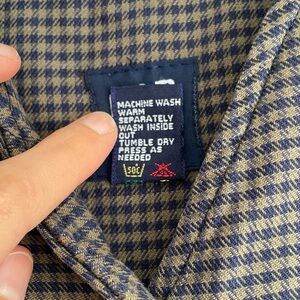 MACHINE WASH
WARM
SEPARATELY
WASH INSIDE
OUT
TUMBLE DRY
PRESS AS
NEEDED
50C